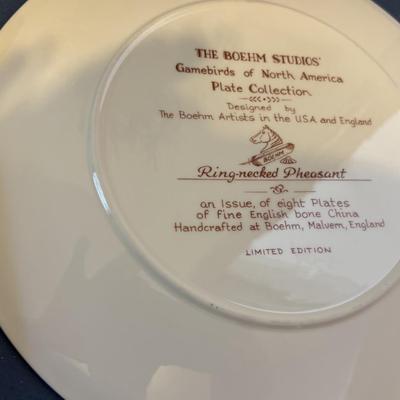 THE BOEHM STUDIOS'
Gamebirds of North America
Plate Collection
Designed by
The Boehm Artists in the U.S.A and England
BOEHM
Ring-necked Pheasant
an Issue, of eight Plates
of fine English bone China
Handcrafted at Boehm, Malvern, England
LIMITED EDITION